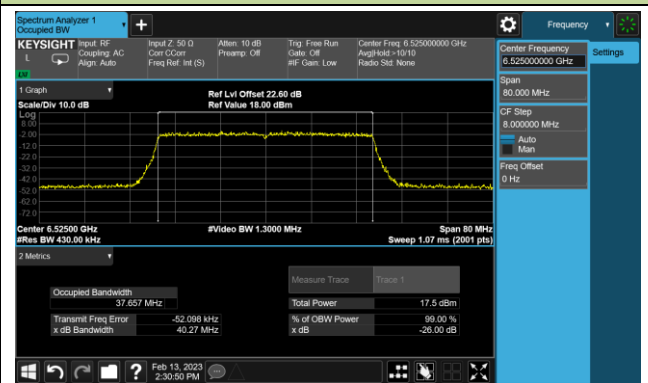 Spectrum Analyzer 1
Occupied BW
+
Frequency
KEYSIGHT
L
Input: RF
Coupling: AC
Align: Auto
Input Z: 50 Ω
Corr CCorr
Freq Ref: Int (S)
Atten: 10 dB
Preamp: Off
Trig: Free Run
Gate: Off
#IF Gain: Low
Center Freq: 6.525000000 GHz
Avg|Hold:>10/10
Radio Std: None
Center Frequency
6.525000000 GHz
Settings
Span
80.000 MHz
CF Step
8.000000 MHz
Auto
Man
Freq Offset
0 Hz
1 Graph
Scale/Div 10.0 dB
Ref Lvl Offset 22.60 dB
Ref Value 18.00 dBm
Log
8.00
-2.00
-12.0
-22.0
-32.0
-42.0
-52.0
-62.0
-72.0
Center 6.52500 GHz
#Res BW 430.00 kHz
#Video BW 1.3000 MHz
Span 80 MHz
Sweep 1.07 ms (2001 pts)
2 Metrics
Measure Trace
Trace 1
Occupied Bandwidth
37.657 MHz
Total Power
17.5 dBm
Transmit Freq Error
-52.098 kHz
% of OBW Power
99.00 %
x dB Bandwidth
40.27 MHz
x dB
-26.00 dB
?
Feb 13, 2023
2:30:50 PM